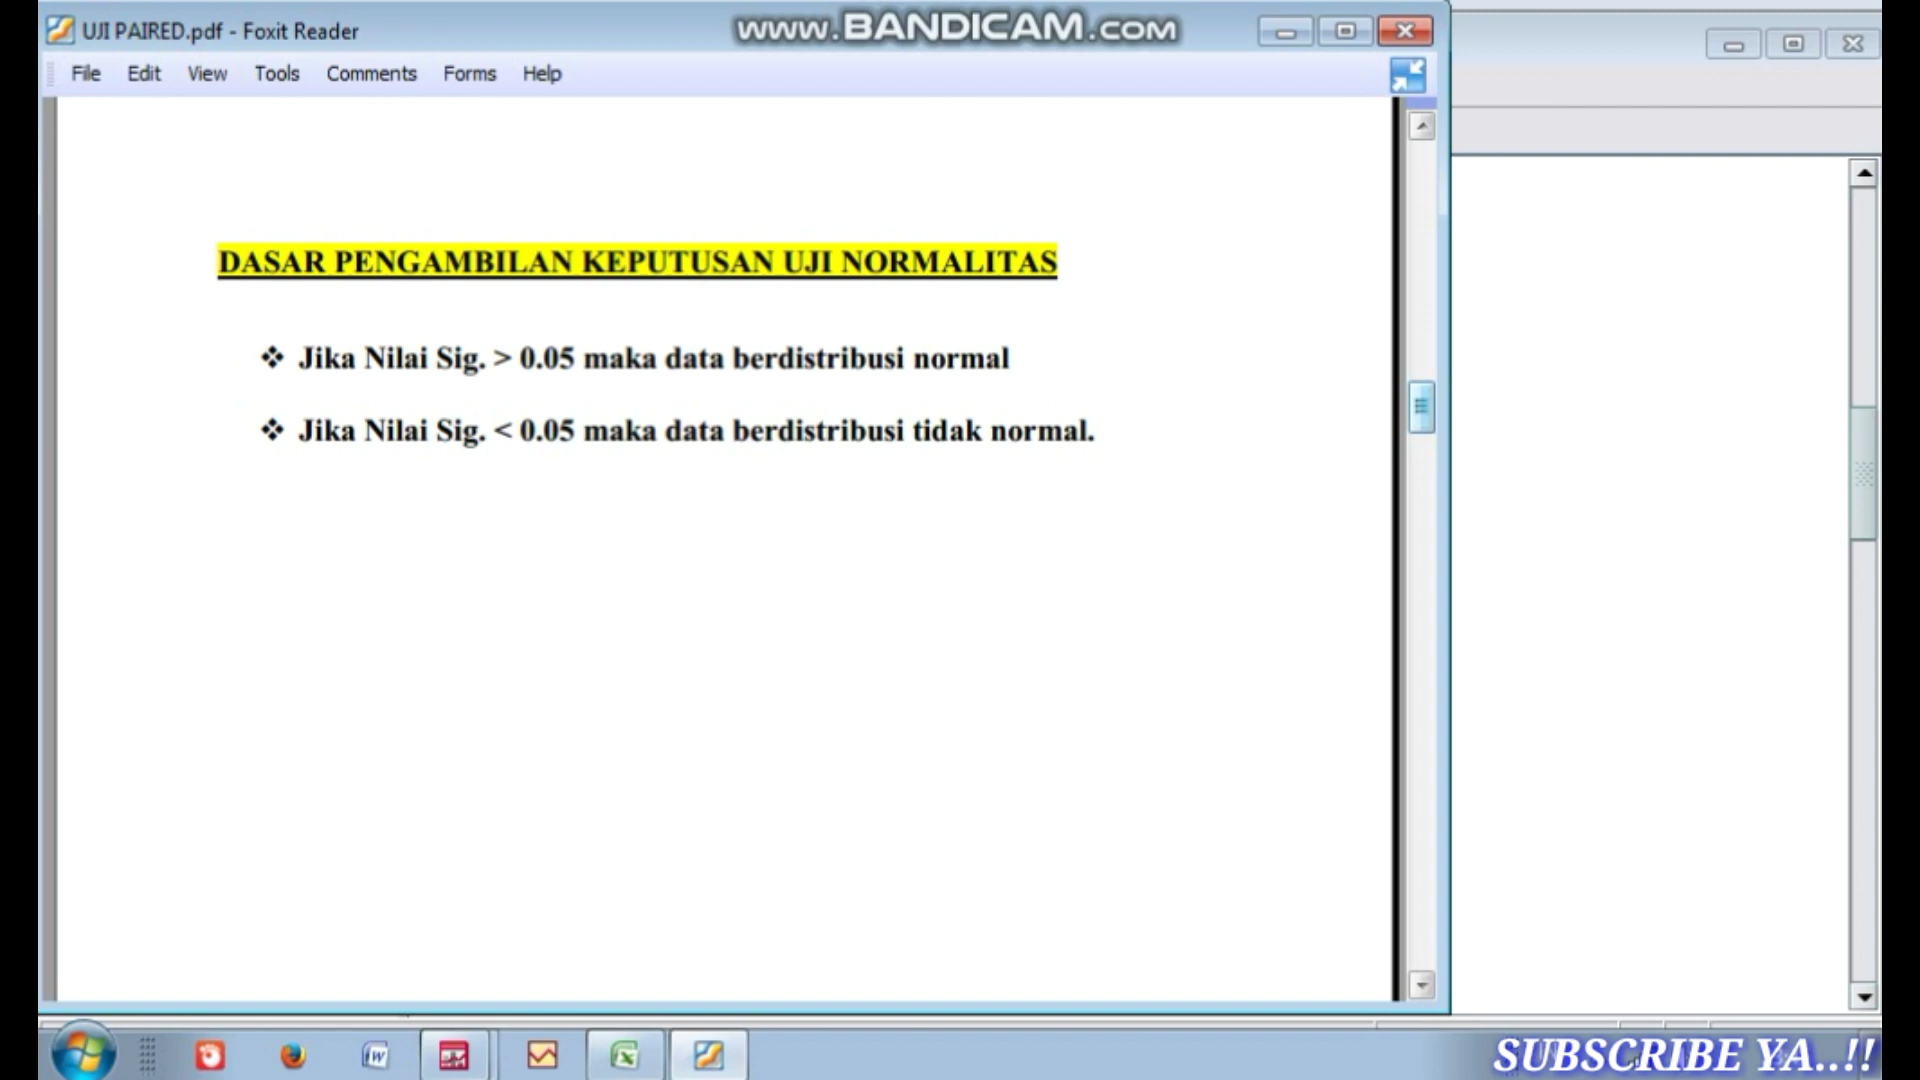 UJI PAIRED.pdf - Foxit Reader
www.BANDICAM.com
File Edit View Tools Comments Forms Help
DASAR PENGAMBILAN KEPUTUSAN UJI NORMALITAS
❖ Jika Nilai Sig. > 0.05 maka data berdistribusi normal
❖ Jika Nilai Sig. < 0.05 maka data berdistribusi tidak normal.
SUBSCRIBE YA..!!